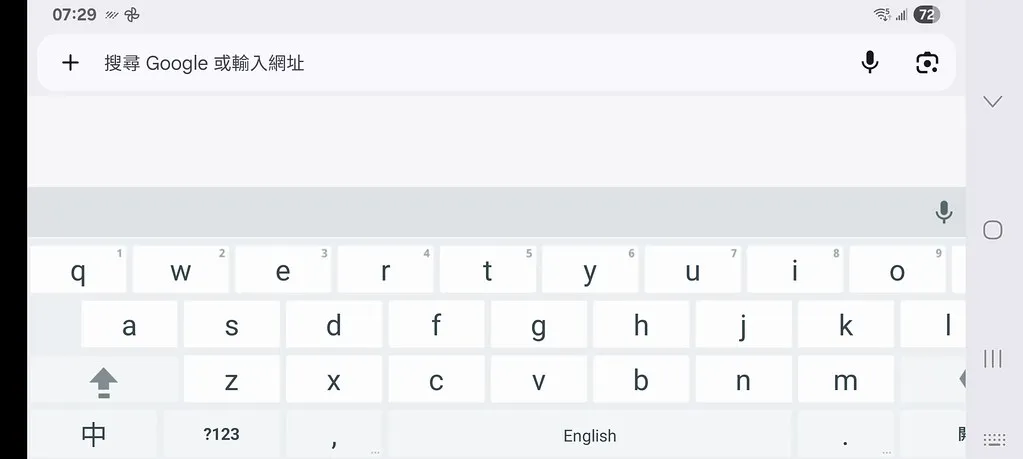 07:29 5 72
搜尋 Google 或輸入網址
1 2 3 4 5 6 7 8 9
q w e r t y u i o
a s d f g h j k l
z x c v b n m
中 ?123 , ... English . ...